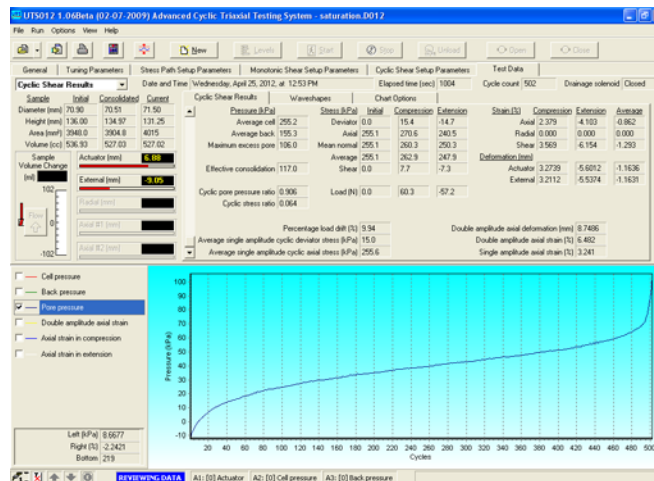 UTS012 1.06Beta (02-07-2009) Advanced Cyclic Triaxial Testing System - saturation.D012
File Run Options View Help
New Levels Start Stop Unload Open Close
General Tuning Parameters Stress Path Setup Parameters Monotonic Shear Setup Parameters Cyclic Shear Setup Parameters Test Data
Cyclic Shear Results Date and Time Wednesday, April 25, 2012, at 12:53 PM Elapsed time (sec) 1004 Cycle count 502 Drainage solenoid Closed
Sample Initial Consolidated Current
Diameter (mm) 70.90 70.51 71.50
Height (mm) 136.00 134.97 131.25
Area (mm²) 3948.0 3904.8 4015
Volume (cc) 536.93 527.03 527.02
Sample Volume Change (ml)
102
0
-102
Flow
Actuator (mm) 6.88
External (mm) -9.05
Radial (mm)
Axial #1 (mm)
Axial #2 (mm)
Cyclic Shear Results Waveshapes Chart Options
Pressure (kPa) Stress (kPa) Initial Compression Extension Strain (%) Compression Extension Average
Average cell 255.2 Deviator 0.0 15.4 -14.7 Axial 2.379 -4.103 -0.862
Average back 155.3 Axial 255.1 270.6 240.5 Radial 0.000 0.000 0.000
Maximum excess pore 106.0 Mean normal 255.1 260.3 250.3 Shear 3.569 -6.154 -1.293
Average 255.1 262.9 247.9 Deformation (mm)
Effective consolidation 117.0 Shear 0.0 7.7 -7.3 Actuator 3.2739 -5.6012 -1.1636
External 3.2112 -5.5374 -1.1631
Cyclic pore pressure ratio 0.906 Load (N) 0.0 60.3 -57.2
Cyclic stress ratio 0.064
Percentage load drift (%) 9.94 Double amplitude axial deformation (mm) 8.7486
Average single amplitude cyclic deviator stress (kPa) 15.0 Double amplitude axial strain (%) 6.482
Average single amplitude cyclic axial stress (kPa) 255.6 Single amplitude axial strain (%) 3.241
Cell pressure
Back pressure
Pore pressure
Double amplitude axial strain
Axial strain in compression
Axial strain in extension
Left (kPa) 8.6677
Right (%) -2.2421
Bottom 219
Pressure (kPa)
100
90
80
70
60
50
40
30
20
10
0
-10
20 40 60 80 100 120 140 160 180 200 220 240 260 280 300 320 340 360 380 400 420 440 460 480 500
Cycles
REVIEWING DATA A1: [0] Actuator A2: [0] Cell pressure A3: [0] Back pressure